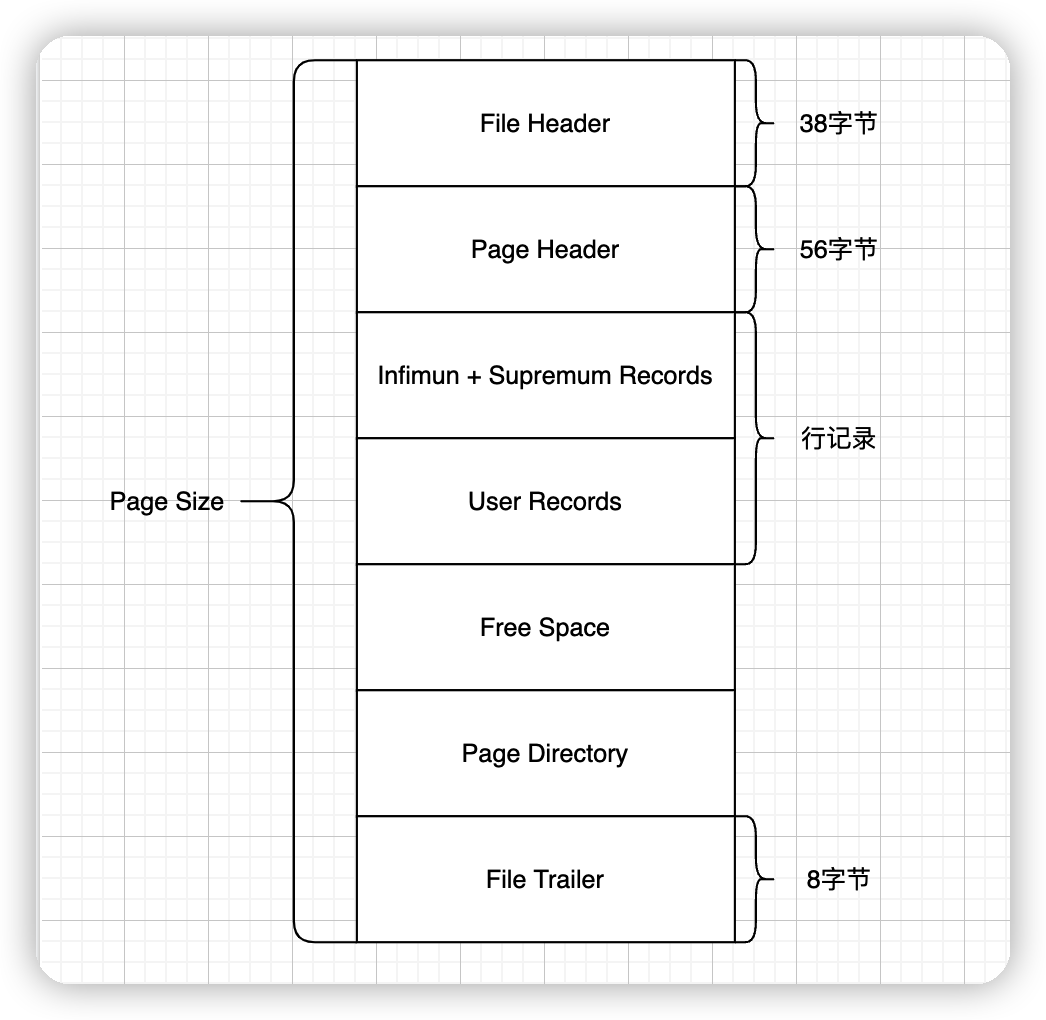 File Header
38字节
Page Header
56字节
Infimun + Supremum Records
行记录
Page Size
User Records
Free Space
Page Directory
File Trailer
8字节